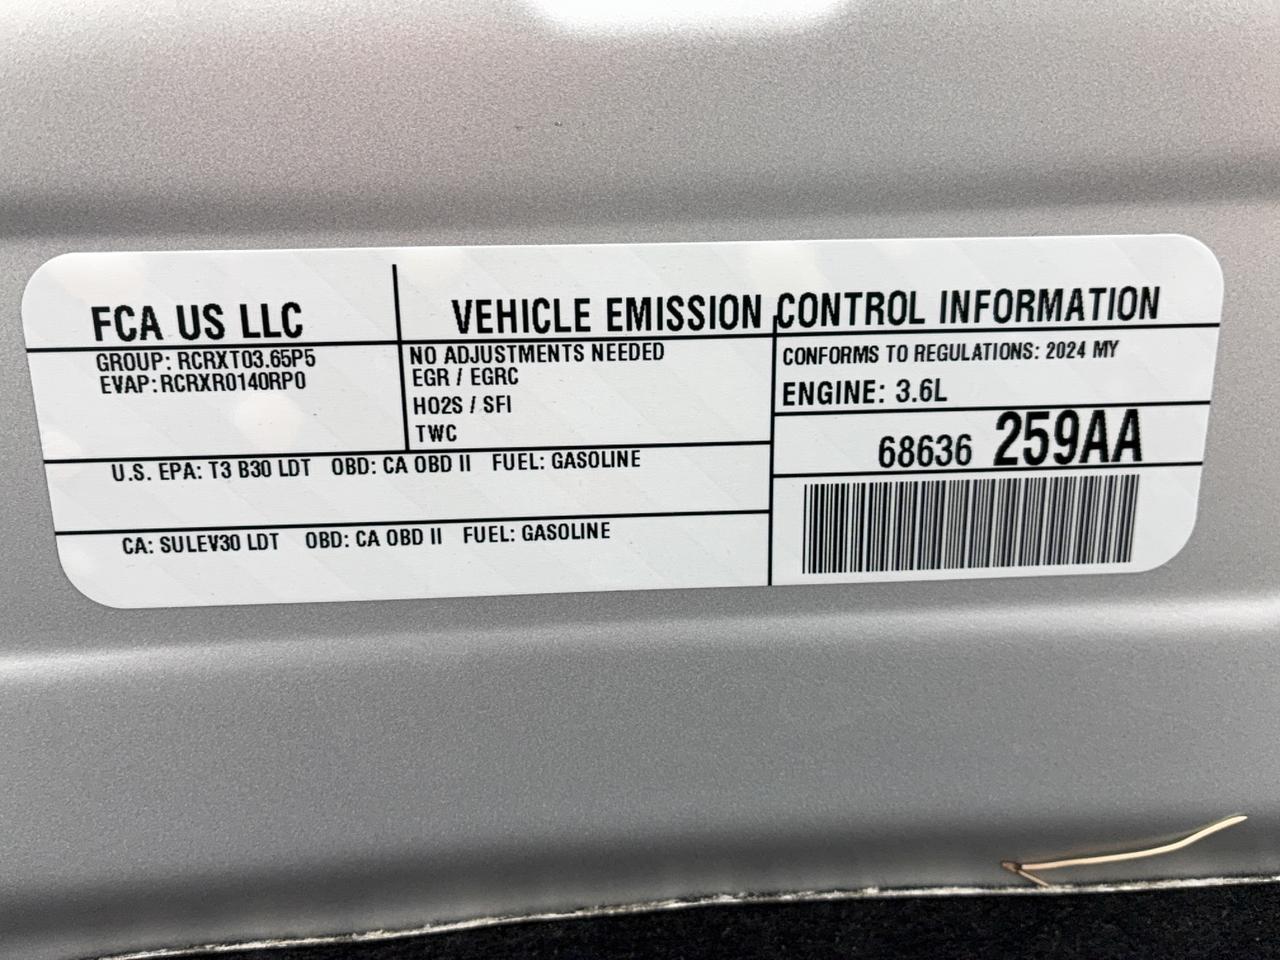 FCA US LLC
VEHICLE EMISSION CONTROL INFORMATION
GROUP: RCRXT03.65P5
EVAP: RCRXR0140RP0
NO ADJUSTMENTS NEEDED
EGR / EGRC
HO2S / SFI
TWC
CONFORMS TO REGULATIONS: 2024 MY
ENGINE: 3.6L
68636 259AA
U.S. EPA: T3 B30 LDT OBD: CA OBD II FUEL: GASOLINE
CA: SULEV30 LDT OBD: CA OBD II FUEL: GASOLINE